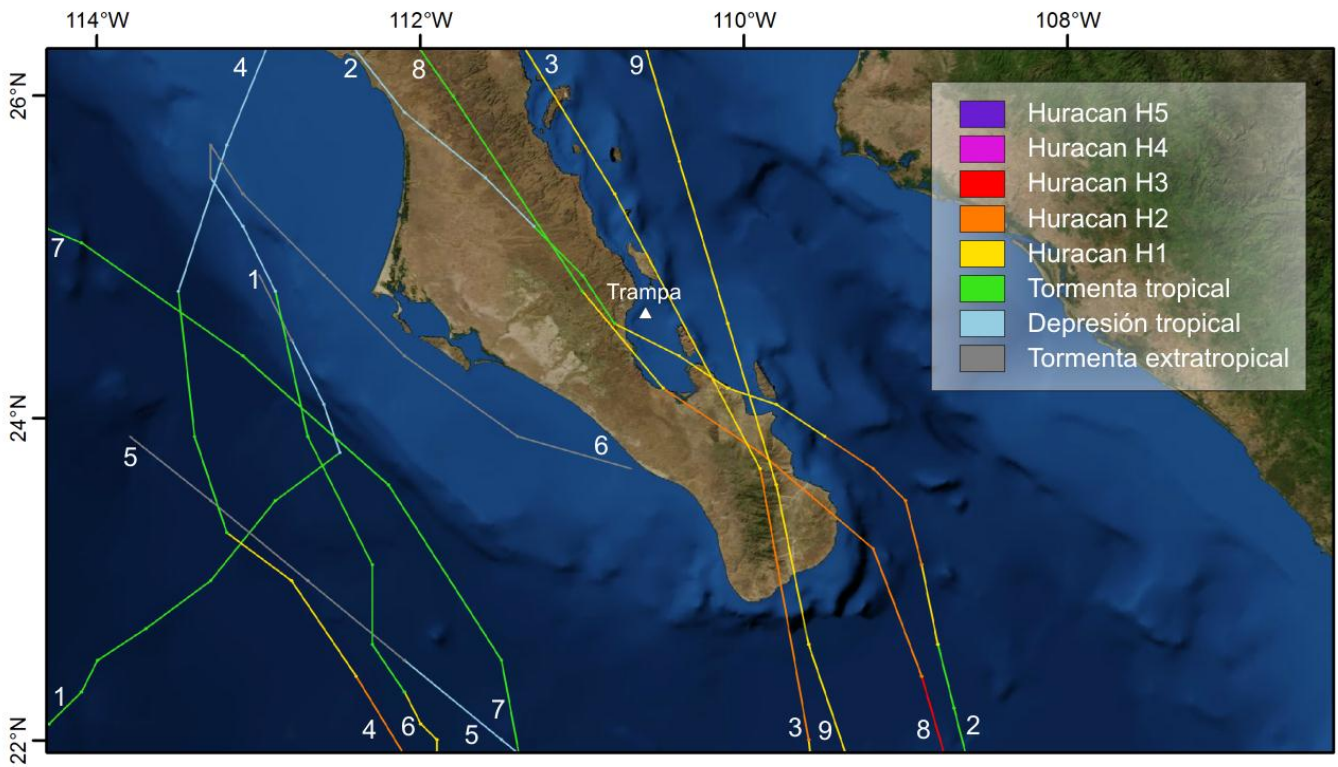 114°W 112°W 110°W 108°W
26°N
24°N
22°N
4 2 8 3 9
7
1
Trampa
5
6
1
4 6 5 7 3 9 8 2
Huracan H5
Huracan H4
Huracan H3
Huracan H2
Huracan H1
Tormenta tropical
Depresión tropical
Tormenta extratropical